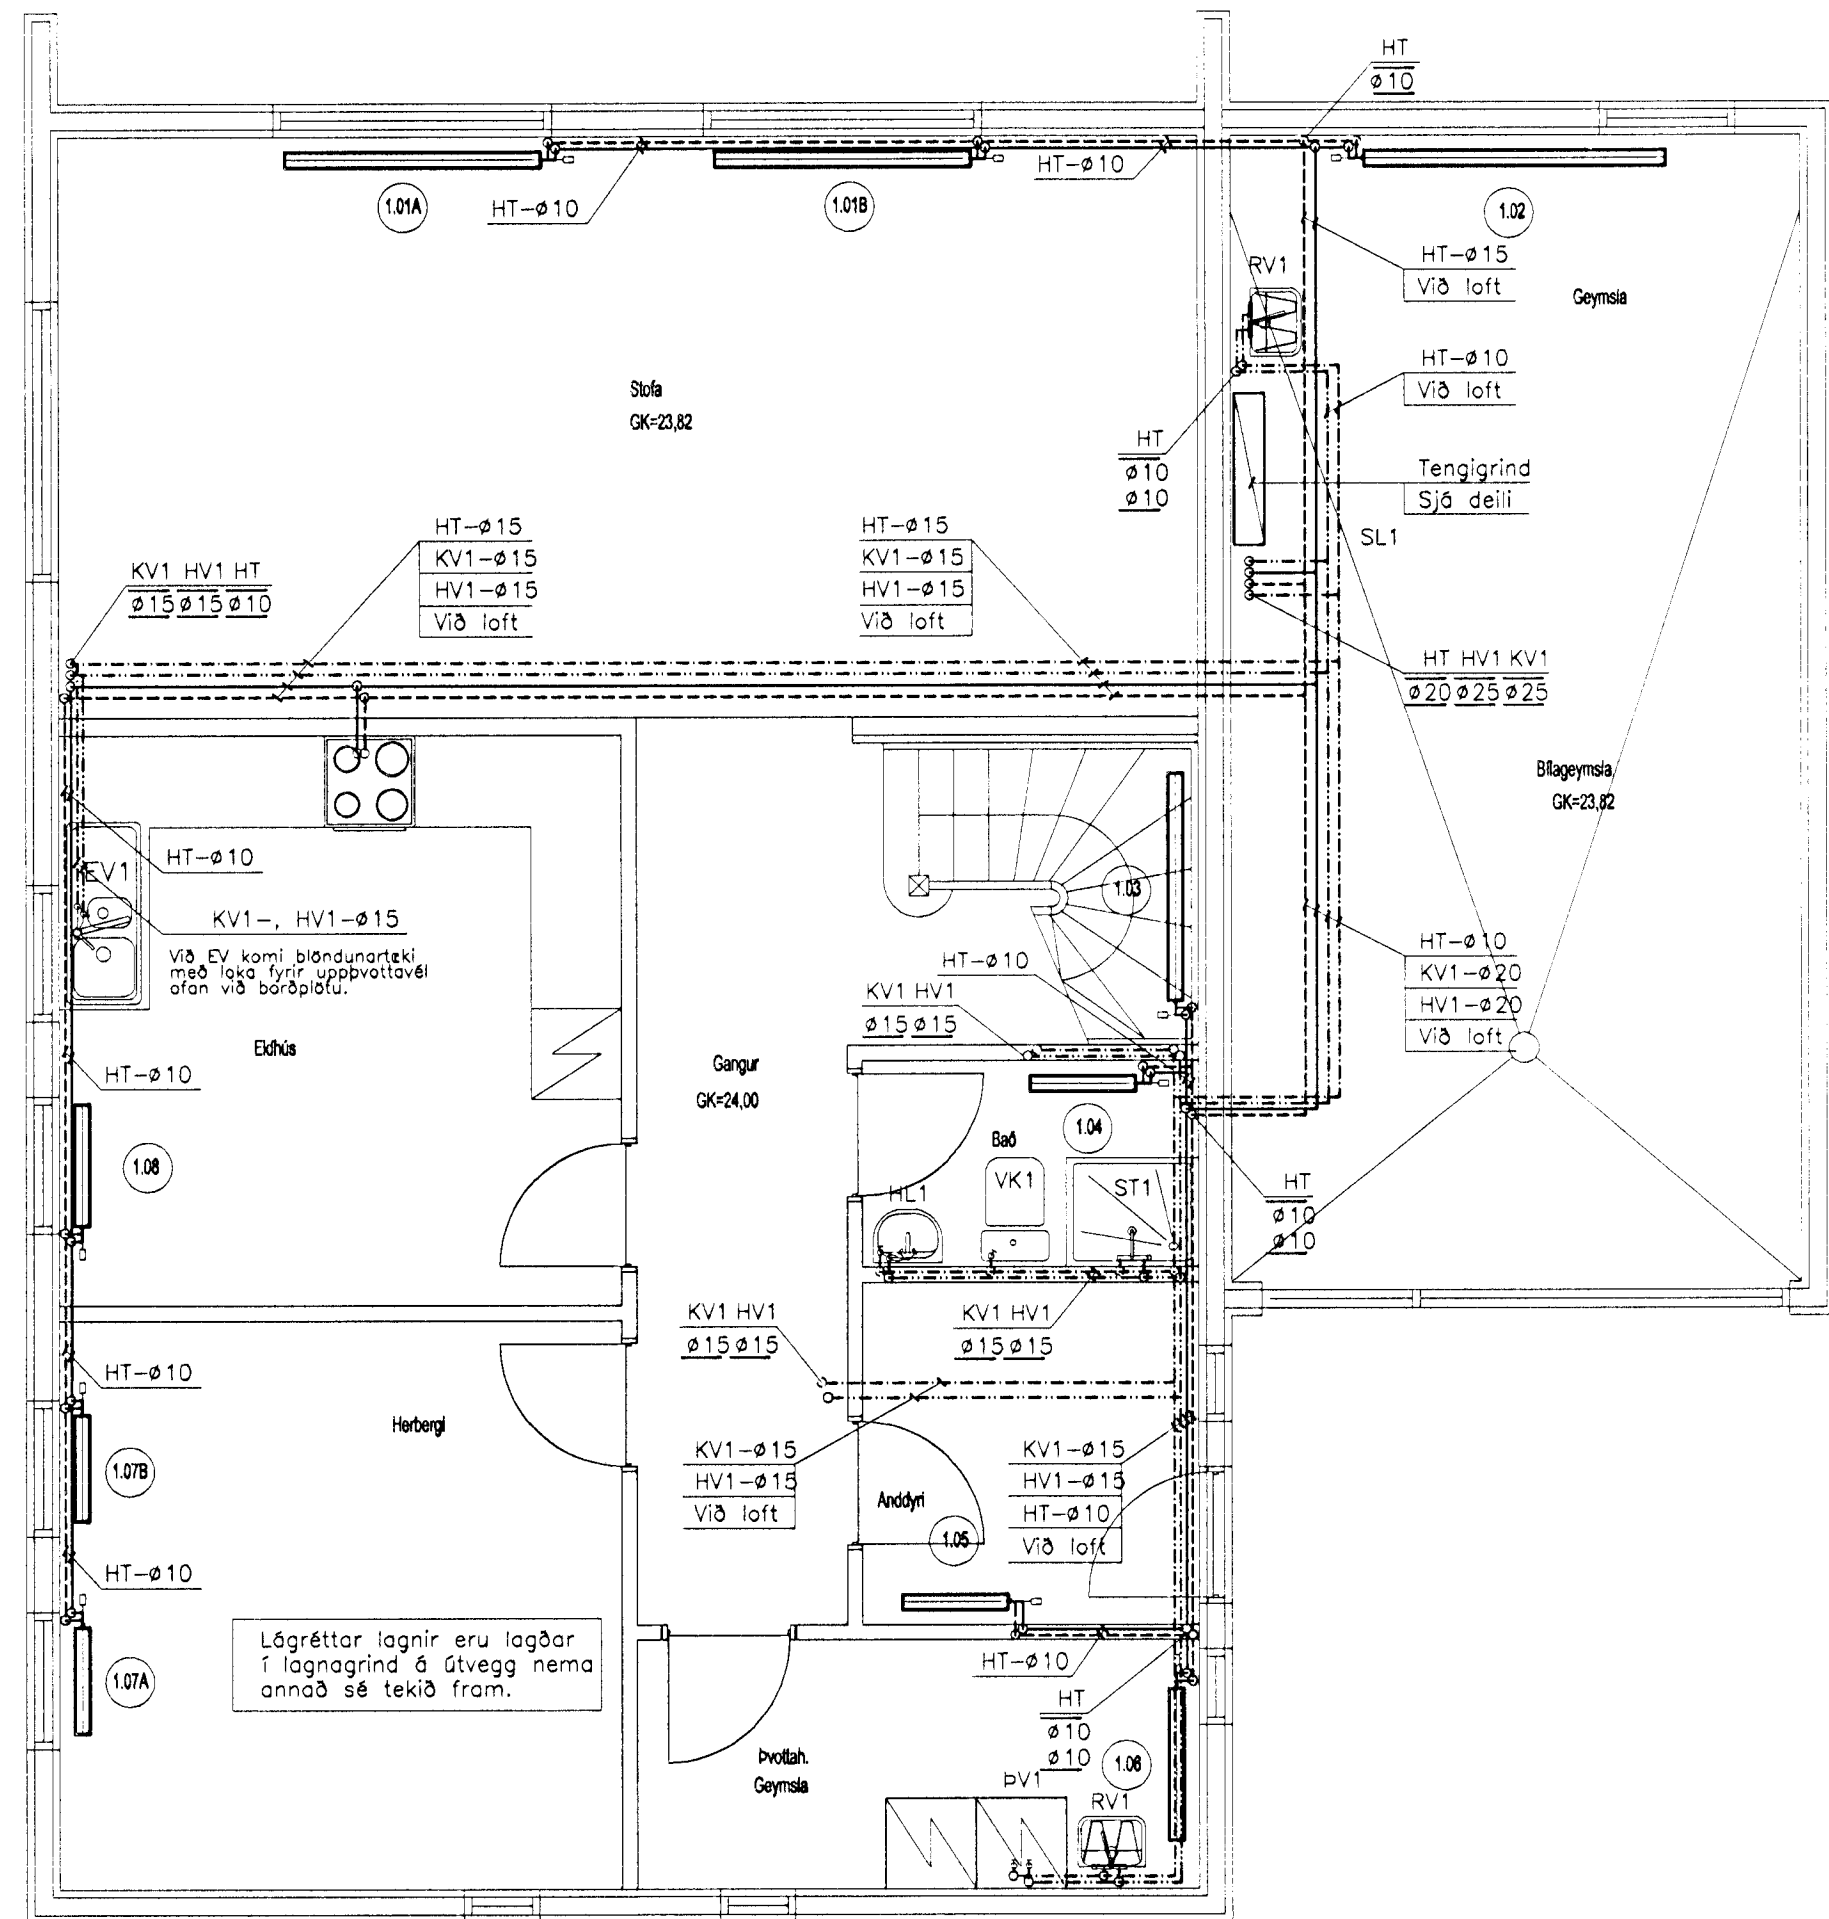 HT
ø10
HT-ø10
HT-ø10
1.01A
1.01B
1.02
HT-ø15
Við loft
RV1
Geymsla
HT-ø10
Við loft
Stofa
GK=23,82
HT
ø10
ø10
Tengigrind
Sjá deili
SL1
HT-ø15
KV1-ø15
HV1-ø15
Við loft
HT-ø15
KV1-ø15
HV1-ø15
Við loft
KV1 HV1 HT
ø15 ø15 ø10
HT HV1 KV1
ø20 ø25 ø25
Bílageymsla
GK=23,82
HT-ø10
EV1
KV1-, HV1-ø15
Við EV komi blöndunartæki
með loka fyrir uppþvottavél
ofan við borðplötu.
1.03
HT-ø10
KV1 HV1
ø15 ø15
HT-ø10
KV1-ø20
HV1-ø20
Við loft
Eldhús
HT-ø10
Gangur
GK=24,00
1.04
Bað
1.08
HL1
VK1
ST1
HT
ø10
ø10
KV1 HV1
ø15 ø15
KV1 HV1
ø15 ø15
HT-ø10
Herbergi
1.07B
KV1-ø15
HV1-ø15
Við loft
KV1-ø15
HV1-ø15
HT-ø10
Við loft
Anddyri
1.05
HT-ø10
Lágréttar lagnir eru lagðar
í lagnagrind á útvegg nema
annað sé tekið fram.
1.07A
HT-ø10
HT
ø10
ø10
1.06
Þvottah.
Geymsla
ÞV1
RV1